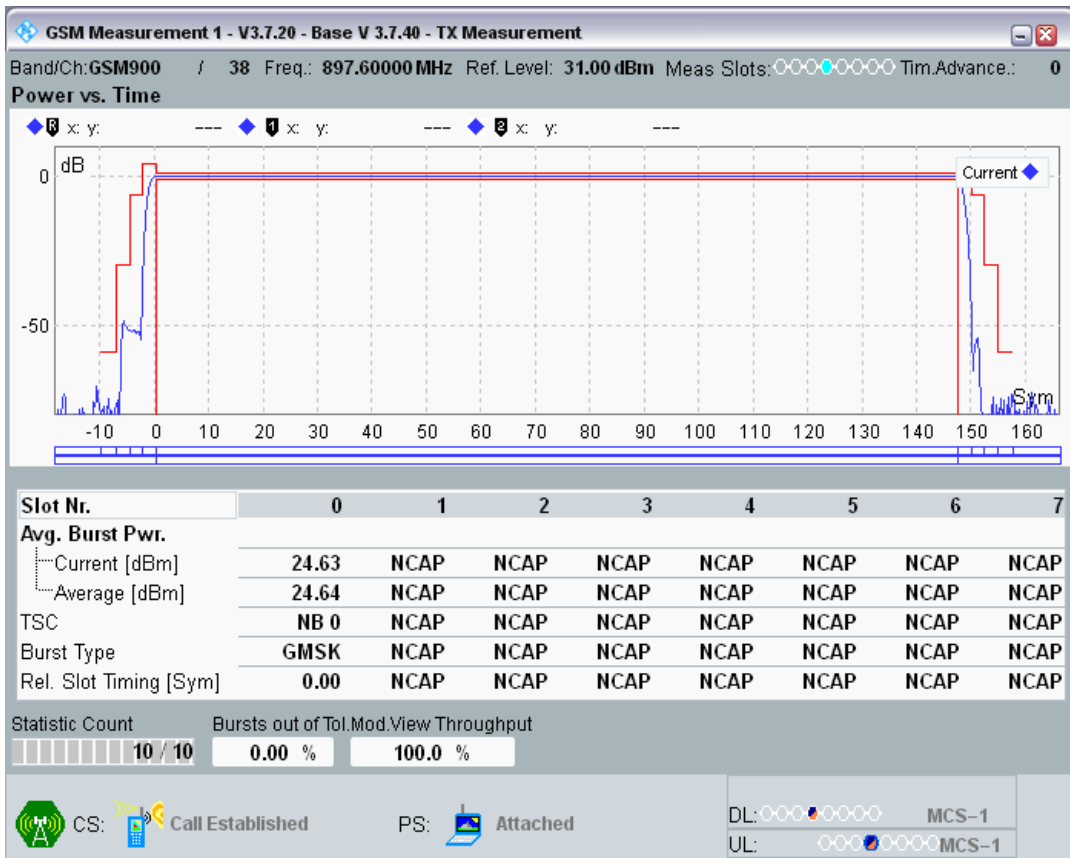 GSM Measurement 1 - V3.7.20 - Base V 3.7.40 - TX Measurement
Band/Ch:GSM900 / 38 Freq.: 897.60000 MHz Ref. Level: 31.00 dBm Meas Slots: Tim.Advance.: 0
Power vs. Time
R x: y: --- 1 x: y: --- 2 x: y: ---
dB
Current
0
-50
Sym
-10 0 10 20 30 40 50 60 70 80 90 100 110 120 130 140 150 160
Slot Nr. 0 1 2 3 4 5 6 7
Avg. Burst Pwr.
Current [dBm] 24.63 NCAP NCAP NCAP NCAP NCAP NCAP NCAP
Average [dBm] 24.64 NCAP NCAP NCAP NCAP NCAP NCAP NCAP
TSC NB 0 NCAP NCAP NCAP NCAP NCAP NCAP NCAP
Burst Type GMSK NCAP NCAP NCAP NCAP NCAP NCAP NCAP
Rel. Slot Timing [Sym] 0.00 NCAP NCAP NCAP NCAP NCAP NCAP NCAP
Statistic Count Bursts out of Tol.Mod.View Throughput
10 / 10 0.00 % 100.0 %
CS: Call Established PS: Attached
DL: MCS-1
UL: MCS-1